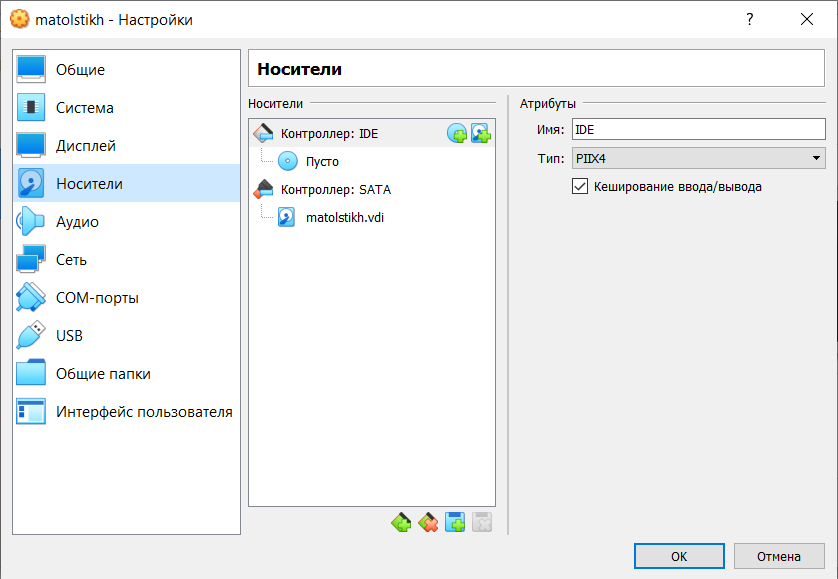 matolstikh - Настройки
Общие
Система
Дисплей
Носители
Аудио
Сеть
COM-порты
USB
Общие папки
Интерфейс пользователя
Носители
Носители
Контроллер: IDE
Пусто
Контроллер: SATA
matolstikh.vdi
Атрибуты
Имя: IDE
Тип: PIIX4
Кеширование ввода/вывода
OK
Отмена